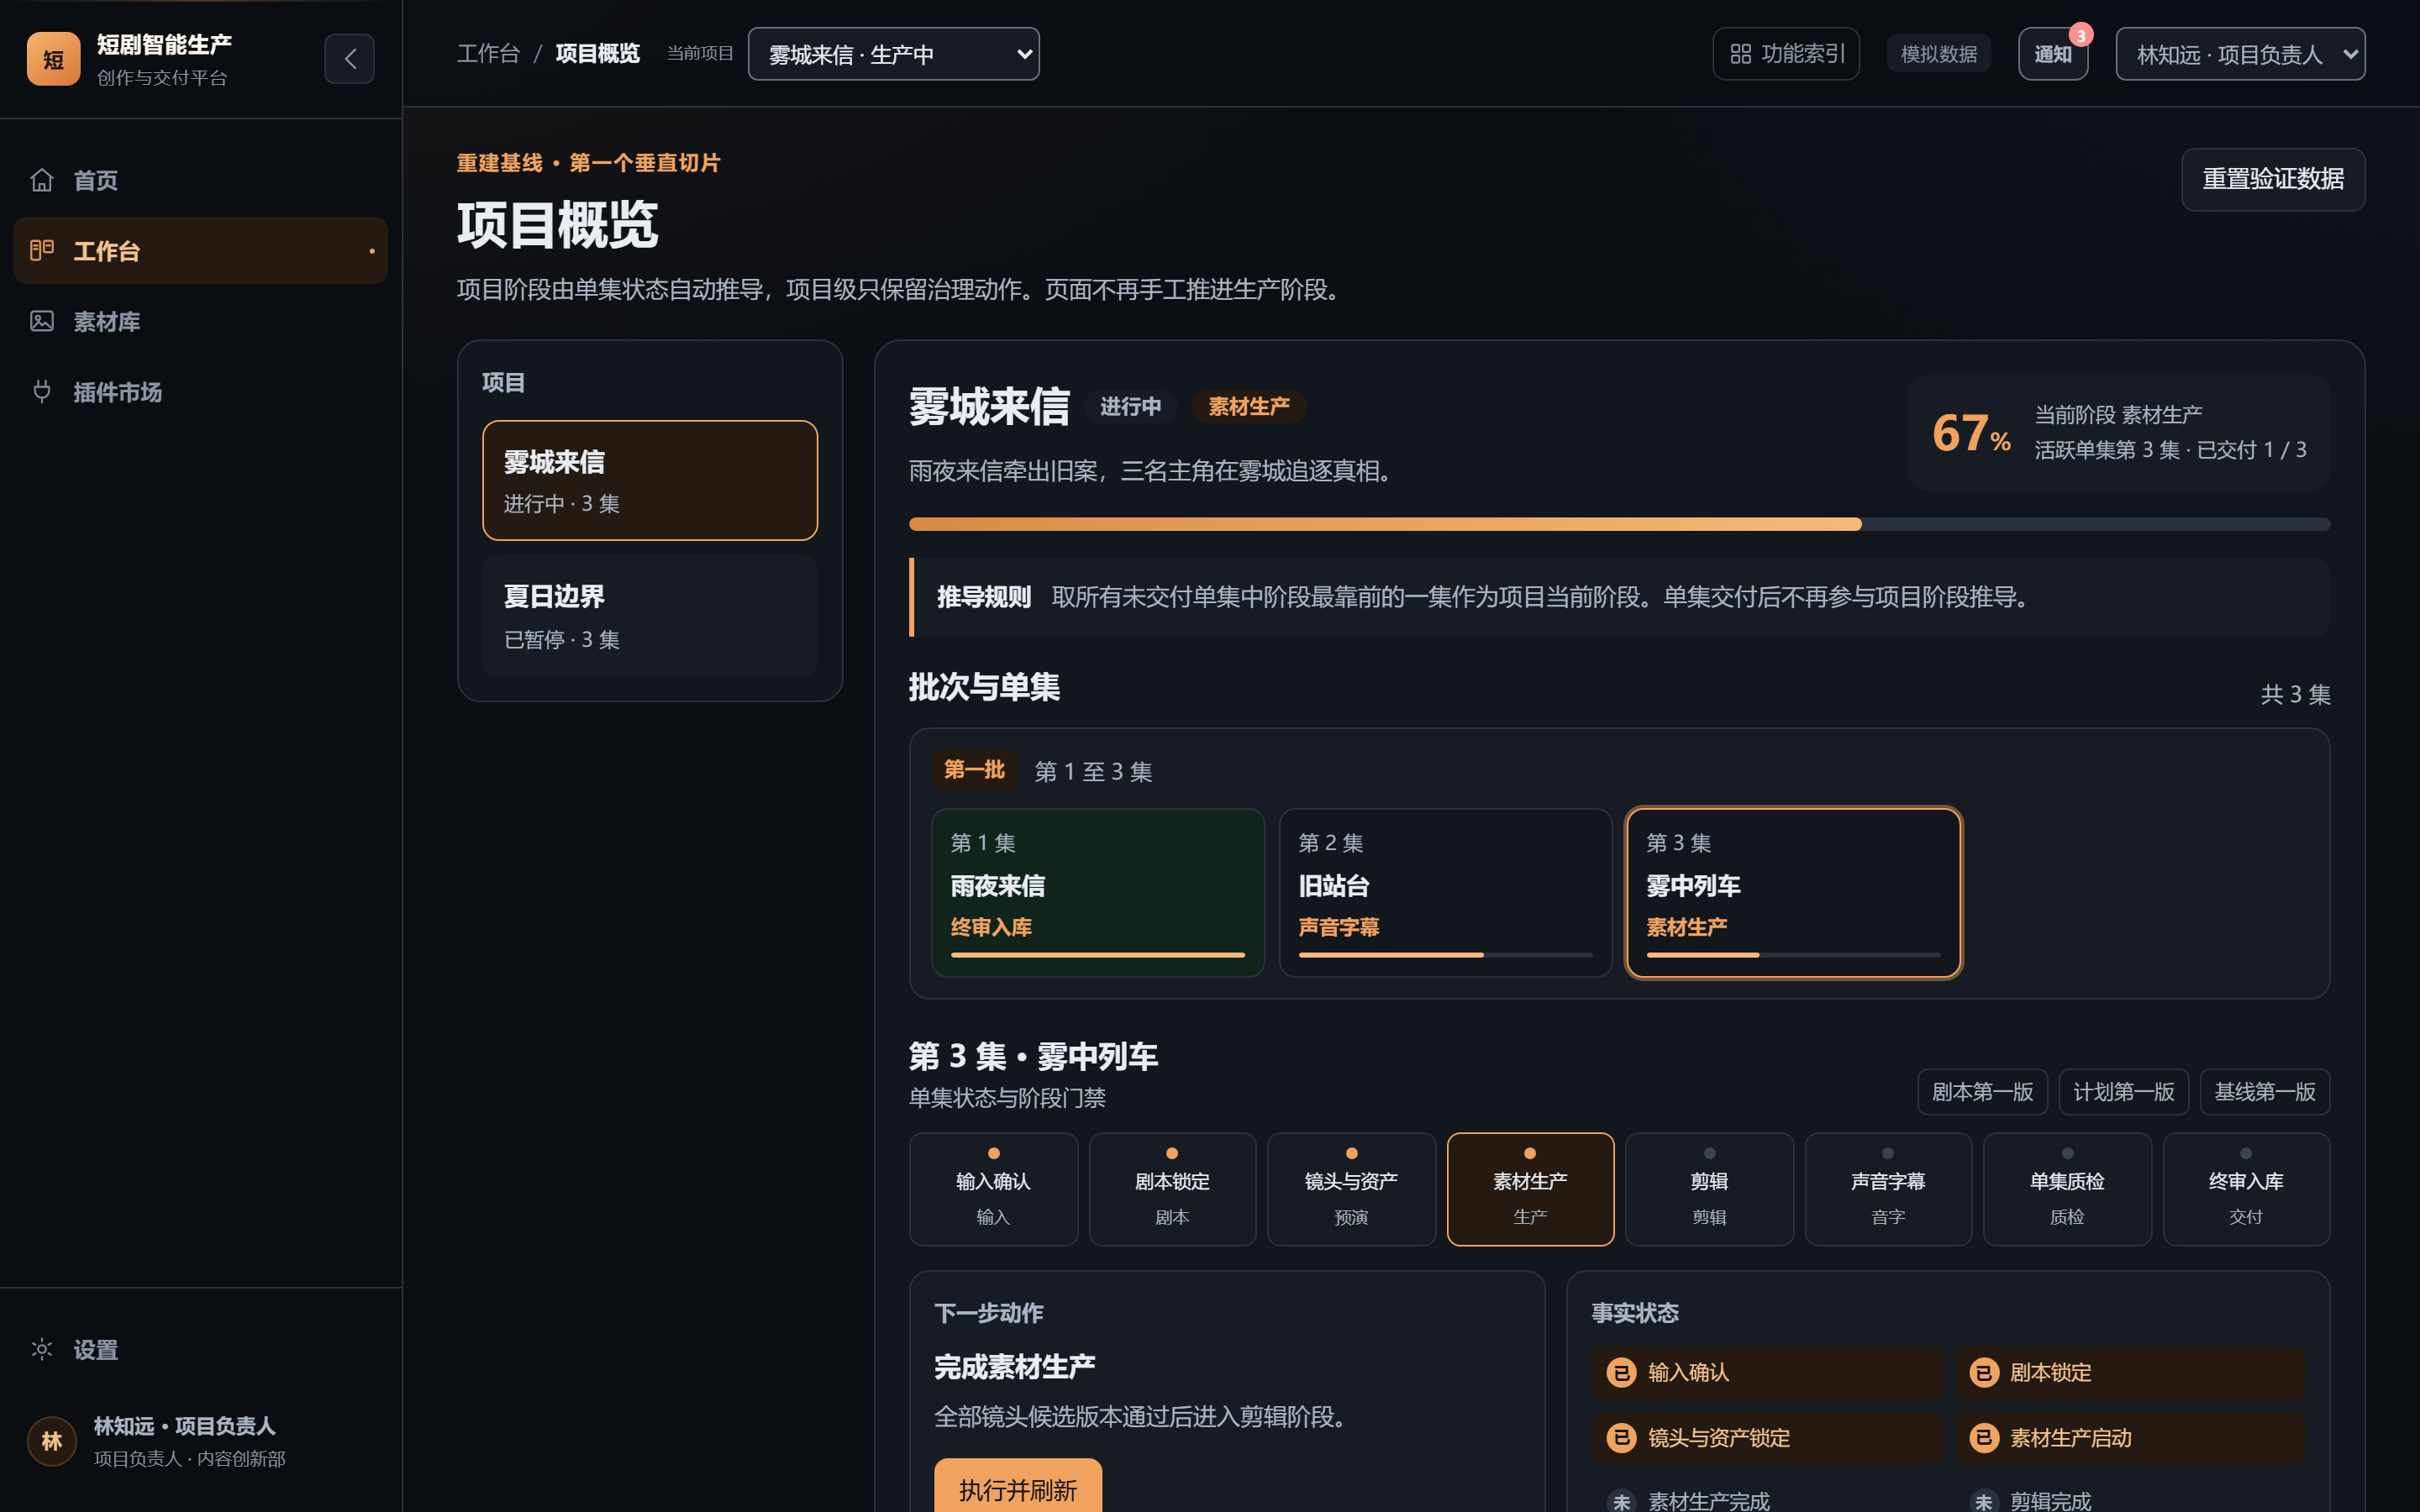 短
短剧智能生产
创作与交付平台
首页
工作台
素材库
插件市场
设置
林
林知远 • 项目负责人
项目负责人 · 内容创新部
工作台 / 项目概览
当前项目
雾城来信 · 生产中
功能索引
模拟数据
通知
3
林知远 · 项目负责人
重建基线 • 第一个垂直切片
项目概览
项目阶段由单集状态自动推导，项目级只保留治理动作。页面不再手工推进生产阶段。
重置验证数据
项目
雾城来信
进行中 · 3 集
夏日边界
已暂停 · 3 集
雾城来信
进行中
素材生产
雨夜来信牵出旧案，三名主角在雾城追逐真相。
67%
当前阶段 素材生产
活跃单集第 3 集 · 已交付 1 / 3
推导规则 取所有未交付单集中阶段最靠前的一集作为项目当前阶段。单集交付后不再参与项目阶段推导。
批次与单集
共 3 集
第一批
第 1 至 3 集
第 1 集
雨夜来信
终审入库
第 2 集
旧站台
声音字幕
第 3 集
雾中列车
素材生产
第 3 集 • 雾中列车
单集状态与阶段门禁
剧本第一版
计划第一版
基线第一版
输入确认
输入
剧本锁定
剧本
镜头与资产
预演
素材生产
生产
剪辑
剪辑
声音字幕
音字
单集质检
质检
终审入库
交付
下一步动作
完成素材生产
全部镜头候选版本通过后进入剪辑阶段。
执行并刷新
事实状态
已 输入确认
已 剧本锁定
已 镜头与资产锁定
已 素材生产启动
未 素材生产完成
未 剪辑完成